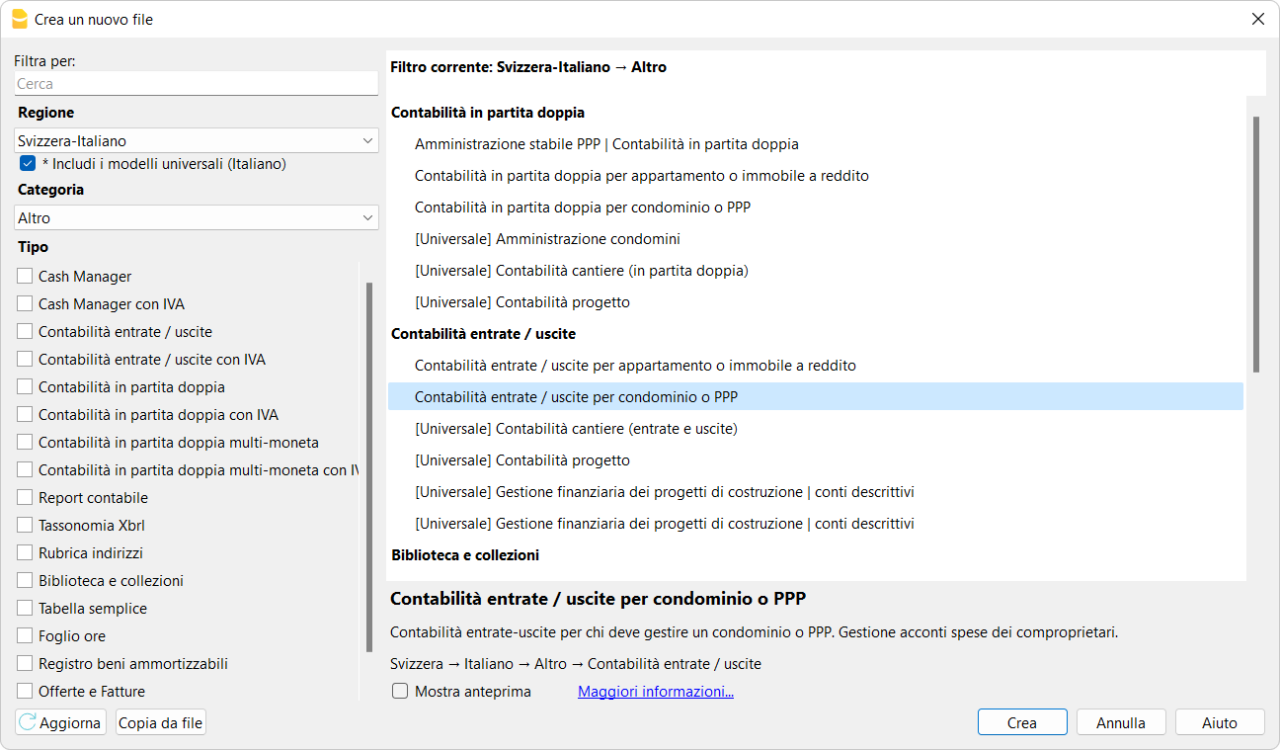 Crea un nuovo file
Filtra per:
Cerca
Regione
Svizzera-Italiano
* Includi i modelli universali (Italiano)
Categoria
Altro
Tipo
Cash Manager
Cash Manager con IVA
Contabilità entrate / uscite
Contabilità entrate / uscite con IVA
Contabilità in partita doppia
Contabilità in partita doppia con IVA
Contabilità in partita doppia multi-moneta
Contabilità in partita doppia multi-moneta con IV
Report contabile
Tassonomia Xbrl
Rubrica indirizzi
Biblioteca e collezioni
Tabella semplice
Foglio ore
Registro beni ammortizzabili
Offerte e Fatture
Aggiorna
Copia da file
Filtro corrente: Svizzera-Italiano → Altro
Contabilità in partita doppia
Amministrazione stabile PPP | Contabilità in partita doppia
Contabilità in partita doppia per appartamento o immobile a reddito
Contabilità in partita doppia per condominio o PPP
[Universale] Amministrazione condomini
[Universale] Contabilità cantiere (in partita doppia)
[Universale] Contabilità progetto
Contabilità entrate / uscite
Contabilità entrate / uscite per appartamento o immobile a reddito
Contabilità entrate / uscite per condominio o PPP
[Universale] Contabilità cantiere (entrate e uscite)
[Universale] Contabilità progetto
[Universale] Gestione finanziaria dei progetti di costruzione | conti descrittivi
[Universale] Gestione finanziaria dei progetti di costruzione | conti descrittivi
Biblioteca e collezioni
Contabilità entrate / uscite per condominio o PPP
Contabilità entrate-uscite per chi deve gestire un condominio o PPP. Gestione acconti spese dei comproprietari.
Svizzera → Italiano → Altro → Contabilità entrate / uscite
Mostra anteprima
Maggiori informazioni...
Crea
Annulla
Aiuto